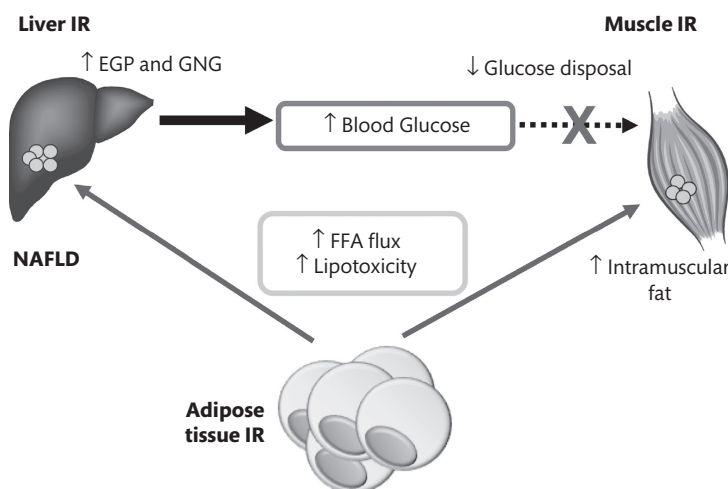 Liver IR
Muscle IR
↑ EGP and GNG
↓ Glucose disposal
↑ Blood Glucose
X
NAFLD
↑ FFA flux
↑ Lipotoxicity
↑ Intramuscular
fat
Adipose
tissue IR